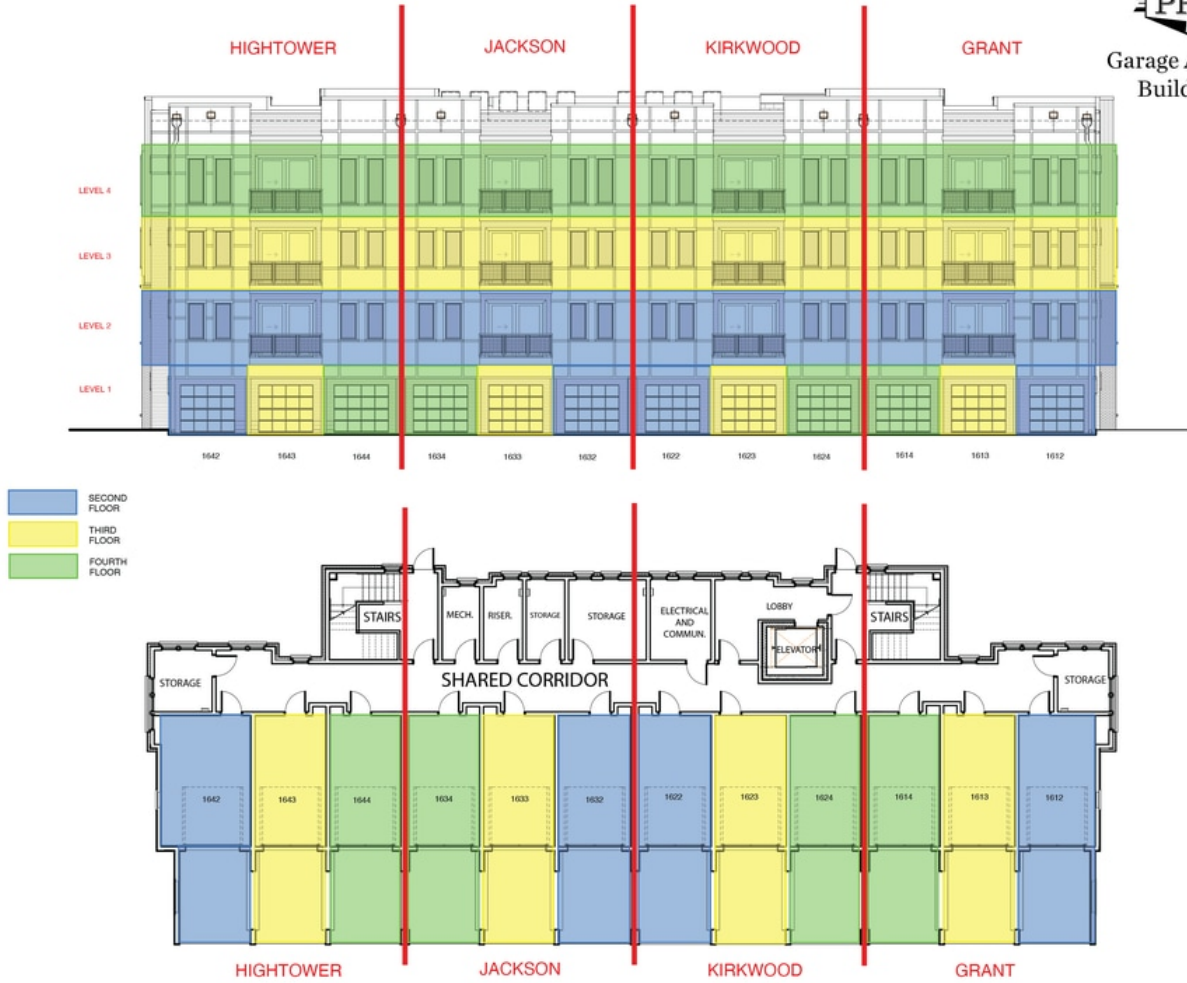 HIGHTOWER JACKSON KIRKWOOD GRANT
Garage
Build
LEVEL 4
LEVEL 3
LEVEL 2
LEVEL 1
1642 1643 1644 1634 1633 1632 1622 1623 1624 1614 1613 1612
SECOND
FLOOR
THIRD
FLOOR
FOURTH
FLOOR
STAIRS
MECH.
RISER.
STORAGE
STORAGE
ELECTRICAL
AND
COMMUN.
LOBBY
ELEVATOR
STAIRS
STORAGE
SHARED CORRIDOR
STORAGE
1642 1643 1644 1634 1633 1632 1622 1623 1624 1614 1613 1612
HIGHTOWER JACKSON KIRKWOOD GRANT